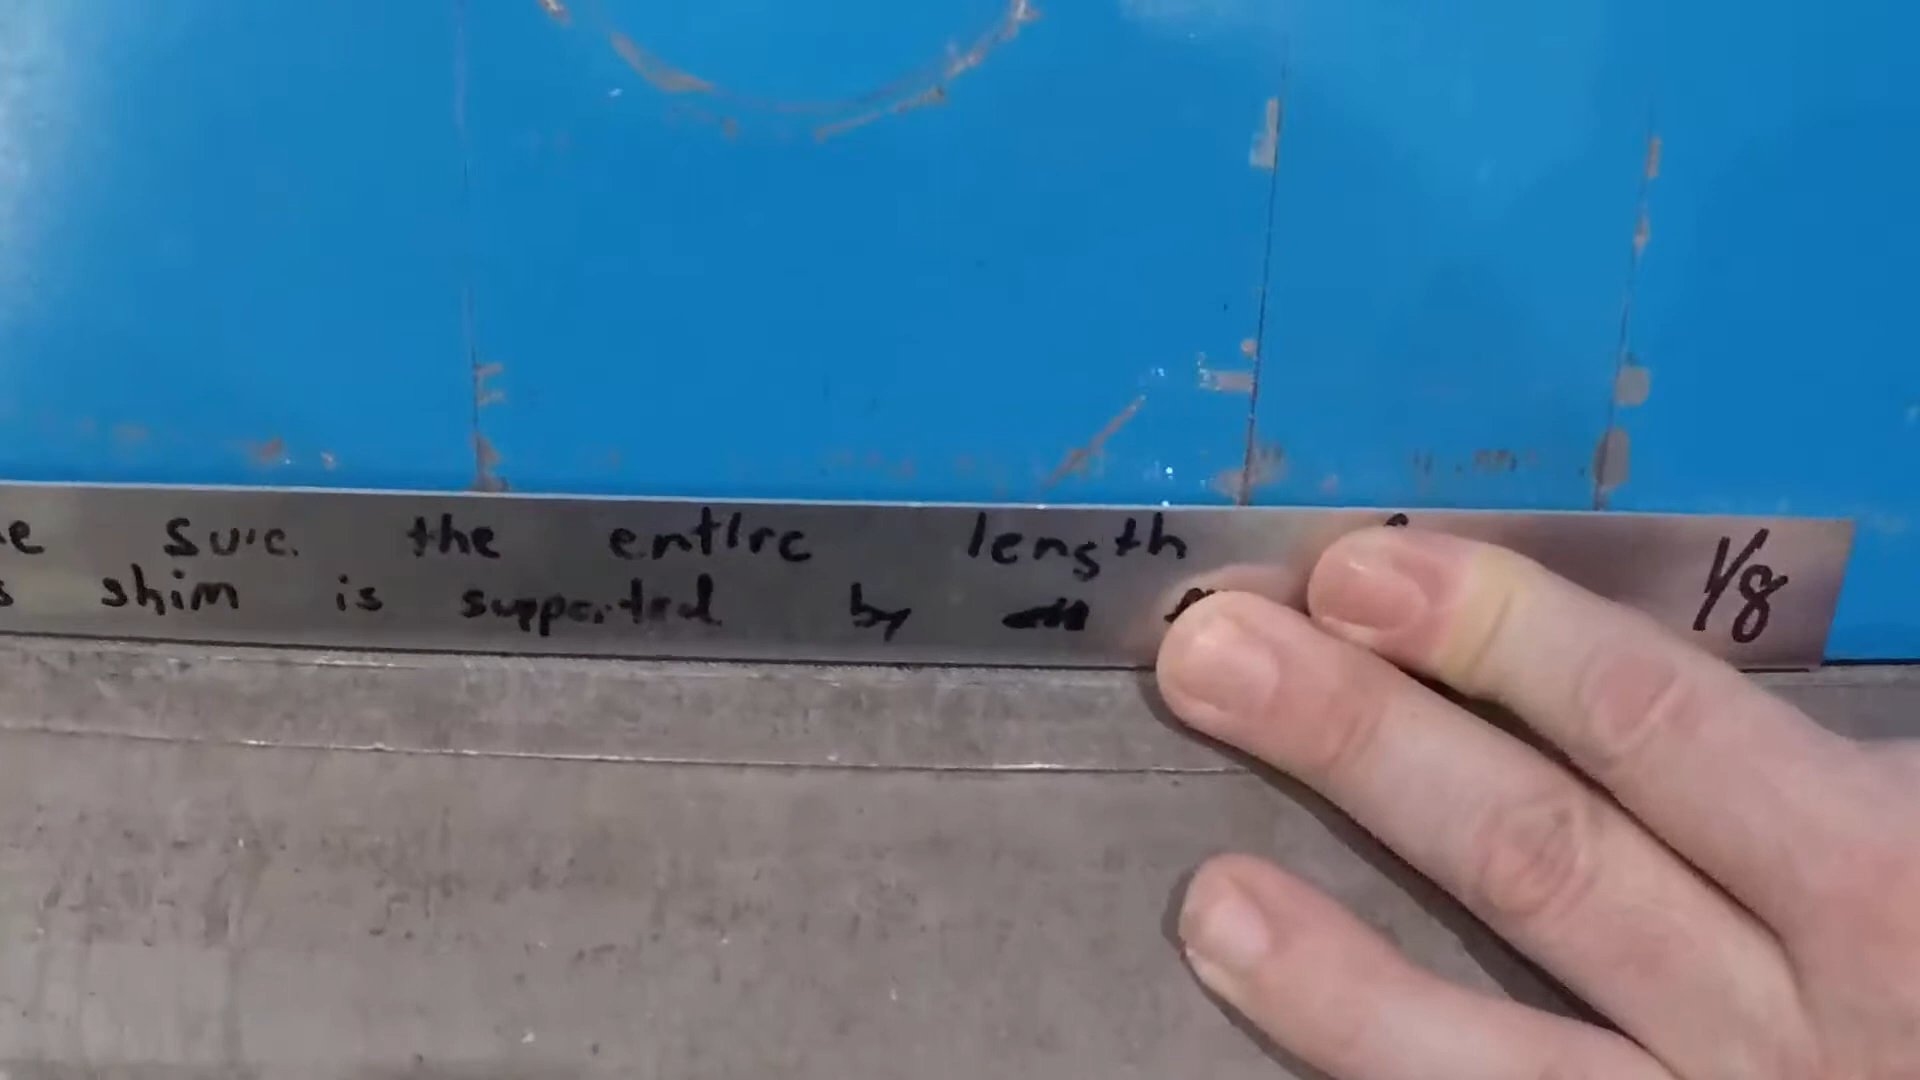 sure the entire length
shim is supported by
1/8